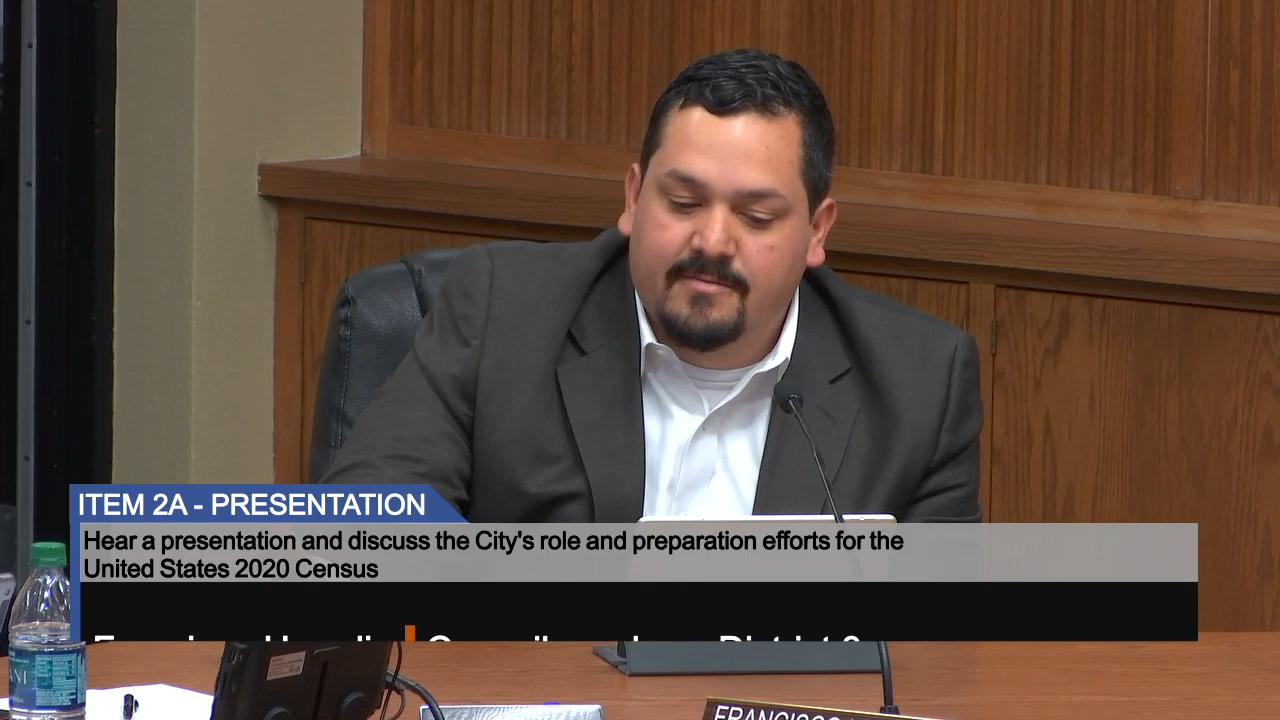 ITEM 2A - PRESENTATION
Hear a presentation and discuss the City's role and preparation efforts for the
United States 2020 Census
FRANCISCO